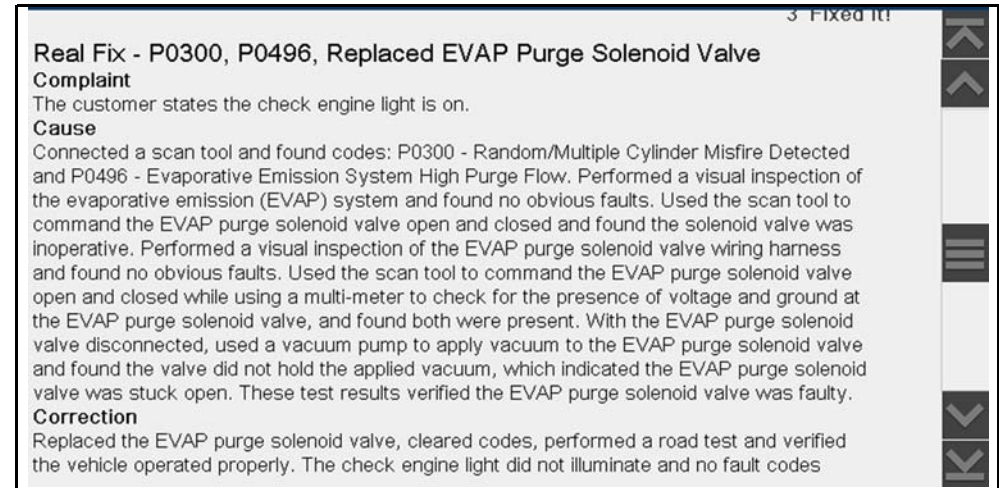 3 Fixed It!
Real Fix - P0300, P0496, Replaced EVAP Purge Solenoid Valve
Complaint
The customer states the check engine light is on.
Cause
Connected a scan tool and found codes: P0300 - Random/Multiple Cylinder Misfire Detected
and P0496 - Evaporative Emission System High Purge Flow. Performed a visual inspection of
the evaporative emission (EVAP) system and found no obvious faults. Used the scan tool to
command the EVAP purge solenoid valve open and closed and found the solenoid valve was
inoperative. Performed a visual inspection of the EVAP purge solenoid valve wiring harness
and found no obvious faults. Used the scan tool to command the EVAP purge solenoid valve
open and closed while using a multi-meter to check for the presence of voltage and ground at
the EVAP purge solenoid valve, and found both were present. With the EVAP purge solenoid
valve disconnected, used a vacuum pump to apply vacuum to the EVAP purge solenoid valve
and found the valve did not hold the applied vacuum, which indicated the EVAP purge solenoid
valve was stuck open. These test results verified the EVAP purge solenoid valve was faulty.
Correction
Replaced the EVAP purge solenoid valve, cleared codes, performed a road test and verified
the vehicle operated properly. The check engine light did not illuminate and no fault codes